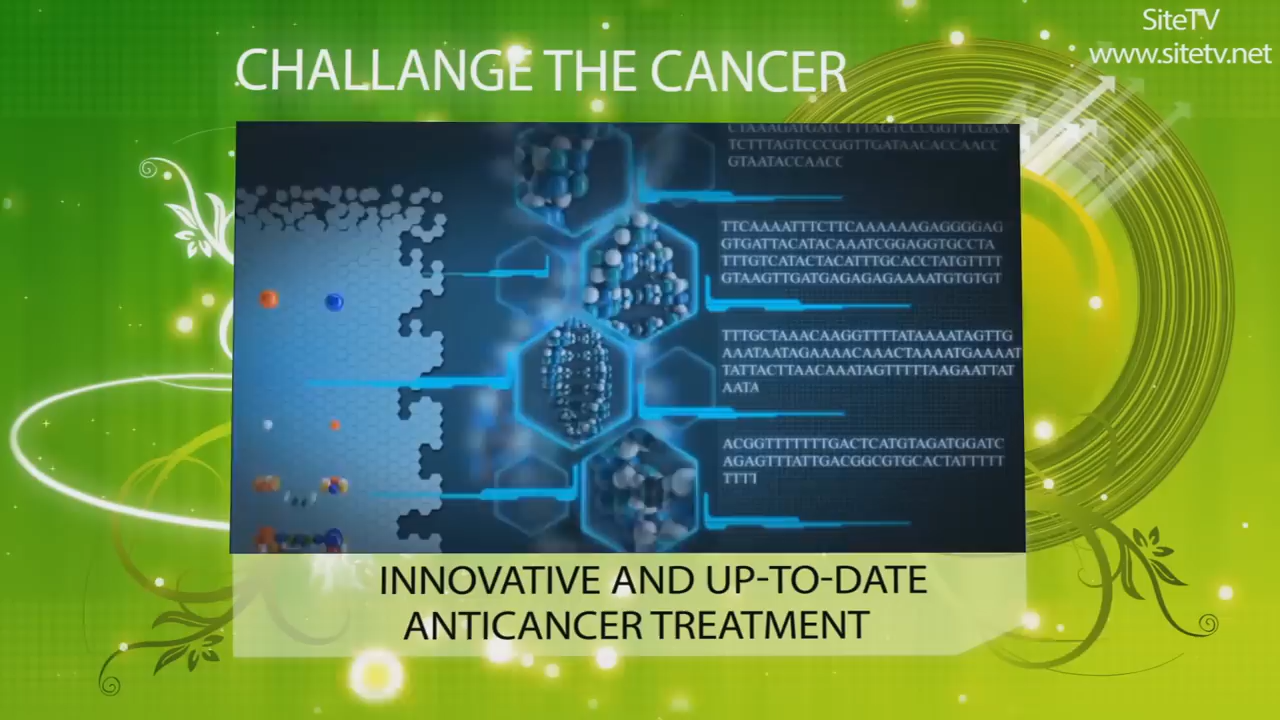 SiteTV
www.sitetv.net
CHALLANGE THE CANCER
TCTTTAGTCCCGGTTGATAACACCAACC
GTAATACCAACC
TTCAAAATTTCTTCAAAAAAGAGGGGAG
GTGATTACATACAAATCGGAGGTGCCTA
TTTGTCATACTACATTTGCACCTATGTTTT
GTAAGTTGATGAGAGAGAAAATGTGTGT
TTTGCTAAACAAGGTTTTATAAAATAGTTG
AAATAATAGAAAACAAACTAAAATGAAAAT
TATTACTTAACAAATAGTTTTTAAGAATTAT
AATA
ACGGTTTTTTTGACTCATGTAGATGGATC
AGAGTTTATTGACGGCGTGCACTATTTTT
TTTT
INNOVATIVE AND UP-TO-DATE
ANTICANCER TREATMENT